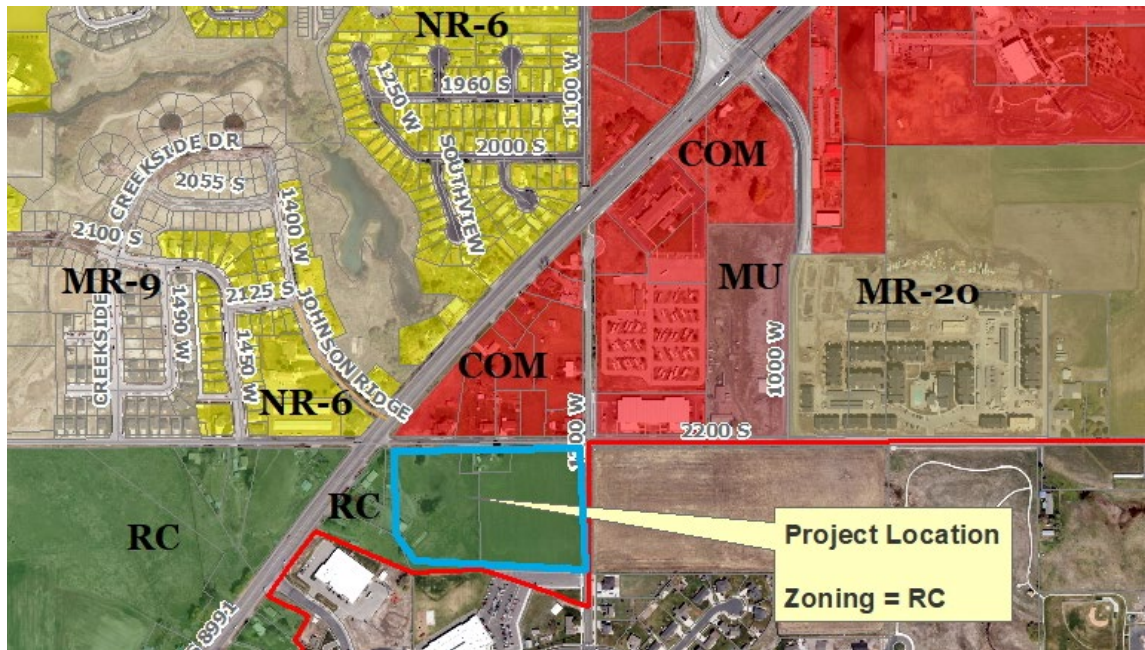 NR-6
1960 S
1250 W
1100 W
SOUTHVIEW
2000 S
COM
CREEKSIDE DR
2055 S
1400 W
2100 S
MR-9
2125 S
MU
MR-20
CREEKSIDE
1490 W
1450 W
JOHNSON RIDGE
NR-6
COM
1000 W
2200 S
RC
RC
Project Location
Zoning = RC